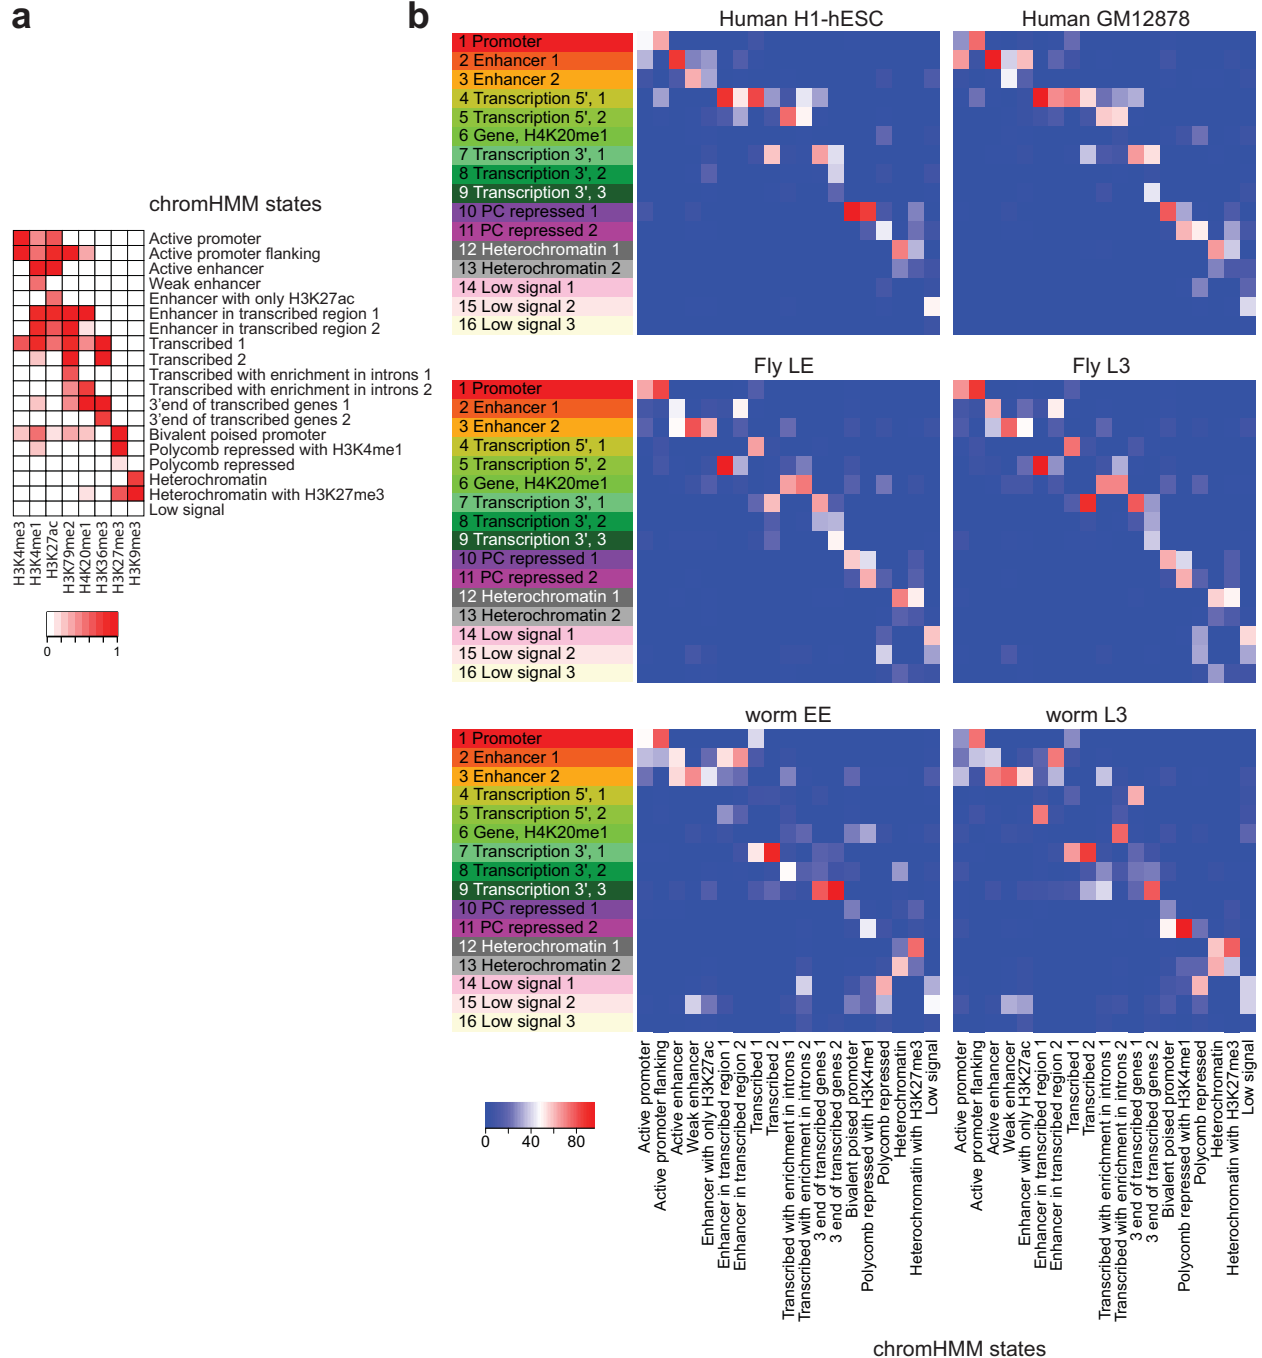 a
chromHMM states
Active promoter
Active promoter flanking
Active enhancer
Weak enhancer
Enhancer with only H3K27ac
Enhancer in transcribed region 1
Enhancer in transcribed region 2
Transcribed 1
Transcribed 2
Transcribed with enrichment in introns 1
Transcribed with enrichment in introns 2
3'end of transcribed genes 1
3'end of transcribed genes 2
Bivalent poised promoter
Polycomb repressed with H3K4me1
Polycomb repressed
Heterochromatin
Heterochromatin with H3K27me3
Low signal
H3K4me3
H3K4me1
H3K27ac
H3K79me2
H4K20me1
H3K36me3
H3K27me3
H3K9me3
0 1
b
Human H1-hESC
Human GM12878
1 Promoter
2 Enhancer 1
3 Enhancer 2
4 Transcription 5', 1
5 Transcription 5', 2
6 Gene, H4K20me1
7 Transcription 3', 1
8 Transcription 3', 2
9 Transcription 3', 3
10 PC repressed 1
11 PC repressed 2
12 Heterochromatin 1
13 Heterochromatin 2
14 Low signal 1
15 Low signal 2
16 Low signal 3
Fly LE
Fly L3
1 Promoter
2 Enhancer 1
3 Enhancer 2
4 Transcription 5', 1
5 Transcription 5', 2
6 Gene, H4K20me1
7 Transcription 3', 1
8 Transcription 3', 2
9 Transcription 3', 3
10 PC repressed 1
11 PC repressed 2
12 Heterochromatin 1
13 Heterochromatin 2
14 Low signal 1
15 Low signal 2
16 Low signal 3
worm EE
worm L3
1 Promoter
2 Enhancer 1
3 Enhancer 2
4 Transcription 5', 1
5 Transcription 5', 2
6 Gene, H4K20me1
7 Transcription 3', 1
8 Transcription 3', 2
9 Transcription 3', 3
10 PC repressed 1
11 PC repressed 2
12 Heterochromatin 1
13 Heterochromatin 2
14 Low signal 1
15 Low signal 2
16 Low signal 3
0 40 80
Active promoter
Active promoter flanking
Active enhancer
Weak enhancer
Enhancer with only H3K27ac
Enhancer in transcribed region 1
Enhancer in transcribed region 2
Transcribed 1
Transcribed 2
Transcribed with enrichment in introns 1
Transcribed with enrichment in introns 2
3 end of transcribed genes 1
3 end of transcribed genes 2
Bivalent poised promoter
Polycomb repressed with H3K4me1
Polycomb repressed
Heterochromatin
Heterochromatin with H3K27me3
Low signal
Active promoter
Active promoter flanking
Active enhancer
Weak enhancer
Enhancer with only H3K27ac
Enhancer in transcribed region 1
Enhancer in transcribed region 2
Transcribed 1
Transcribed 2
Transcribed with enrichment in introns 1
Transcribed with enrichment in introns 2
3 end of transcribed genes 1
3 end of transcribed genes 2
Bivalent poised promoter
Polycomb repressed with H3K4me1
Polycomb repressed
Heterochromatin
Heterochromatin with H3K27me3
Low signal
chromHMM states